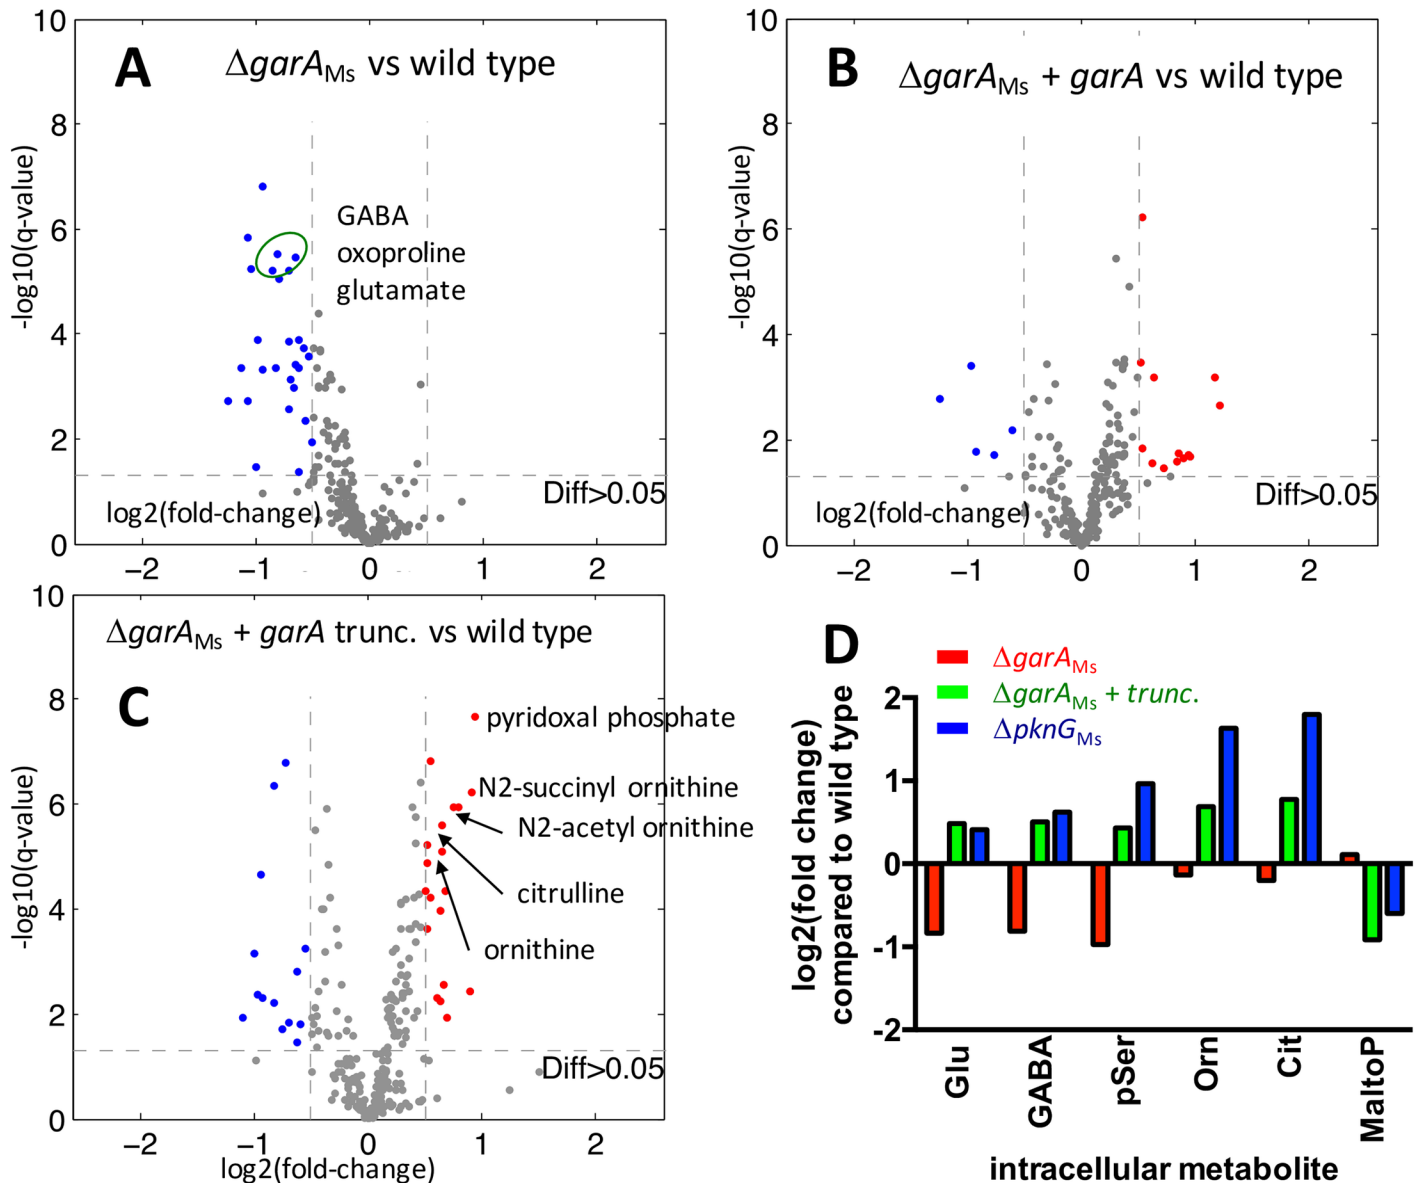 A
ΔgarAMs vs wild type
10
8
6
4
2
0
-log10(q-value)
GABA
oxoproline
glutamate
Diff>0.05
log2(fold-change)
−2
−1
0
1
2
B
ΔgarAMs + garA vs wild type
10
8
6
4
2
0
-log10(q-value)
Diff>0.05
log2(fold-change)
−2
−1
0
1
2
C
ΔgarAMs + garA trunc. vs wild type
10
8
6
4
2
0
-log10(q-value)
pyridoxal phosphate
N2-succinyl ornithine
N2-acetyl ornithine
citrulline
ornithine
Diff>0.05
−2
−1
0
1
2
log2(fold-change)
D
ΔgarAMs
ΔgarAMs + trunc.
ΔpknGMs
log2(fold change)
compared to wild type
2
1
0
-1
-2
Glu
GABA
pSer
Orn
Cit
MaltoP
intracellular metabolite